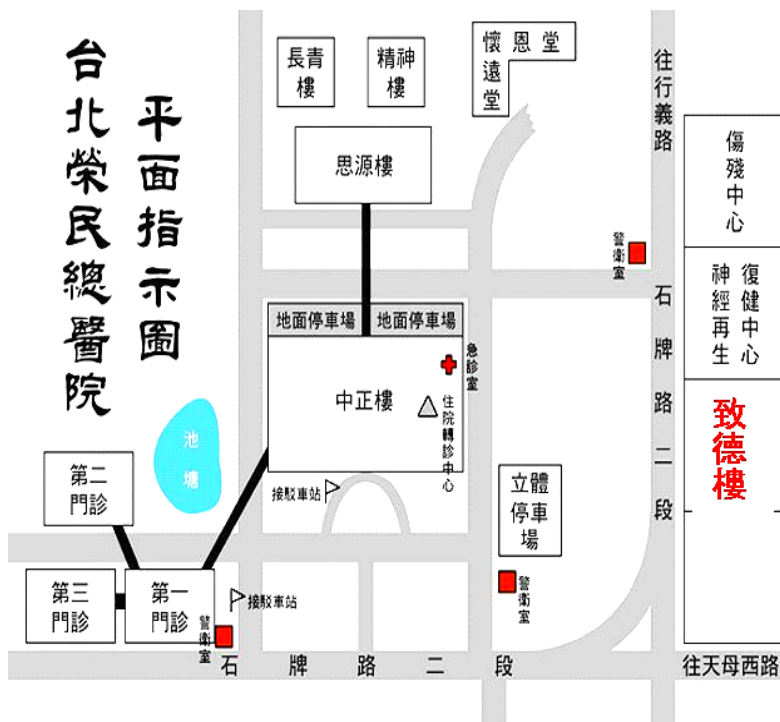 台北榮民總醫院
平面指示圖
長青
樓
精神
樓
懷恩堂
遠
堂
往行義路
思源樓
傷殘中心
警衛室
復健中心
神經再生
地面停車場
地面停車場
急診室
中正樓
住院轉診中心
致德樓
池塘
第二
門診
接駁車站
立體
停車
場
石牌路二段
第三
門診
第一
門診
接駁車站
警衛室
警衛室
石牌路二段
往天母西路